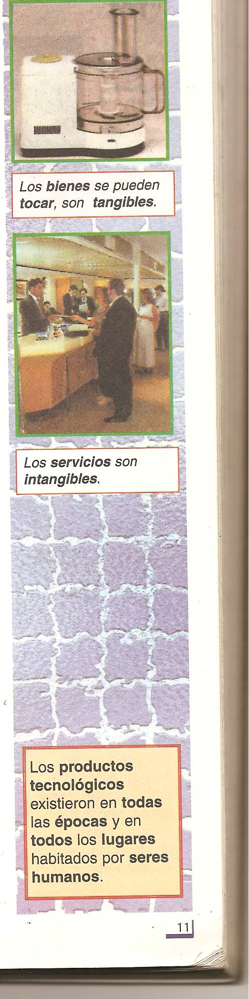 Los bienes se pueden
tocar, son tangibles.
Los servicios son
intangibles.
Los productos
tecnológicos
existieron en todas
las épocas y en
todos los lugares
habitados por seres
humanos.
11